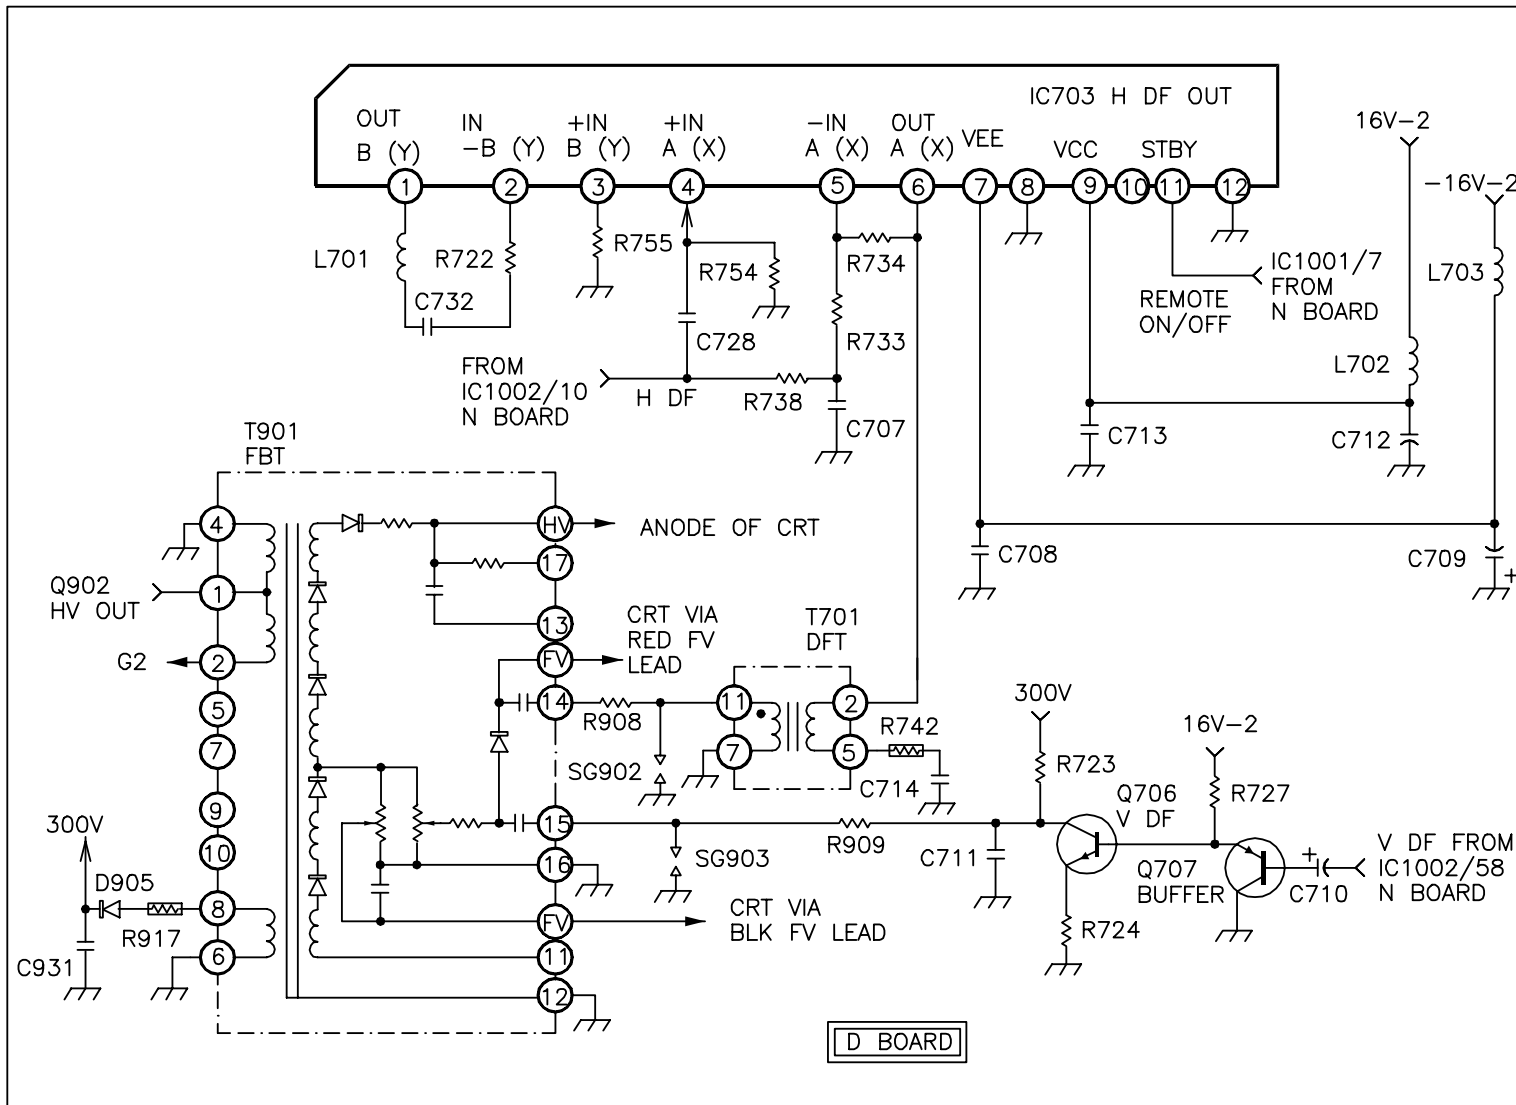 IC703 H DF OUT
OUT
B (Y)
IN
-B (Y)
+IN
B (Y)
+IN
A (X)
-IN
A (X)
OUT
A (X)
VEE
VCC
STBY
1
2
3
4
5
6
7
8
9
10
11
12
16V-2
-16V-2
L701
R722
C732
R755
R754
C728
R734
R733
R738
C707
FROM
IC1002/10
N BOARD
H DF
REMOTE
ON/OFF
IC1001/7
FROM
N BOARD
L703
L702
C713
C712
C708
C709
+
T901
FBT
4
1
2
5
7
9
10
8
6
Q902
HV OUT
G2
300V
D905
R917
C931
HV
17
13
FV
14
15
16
FV
11
12
ANODE OF CRT
CRT VIA
RED FV
LEAD
R908
SG902
T701
DFT
11
7
2
5
R742
C714
SG903
R909
CRT VIA
BLK FV LEAD
C711
300V
R723
Q706
V DF
R724
16V-2
R727
Q707
BUFFER
+
C710
V DF FROM
IC1002/58
N BOARD
D BOARD